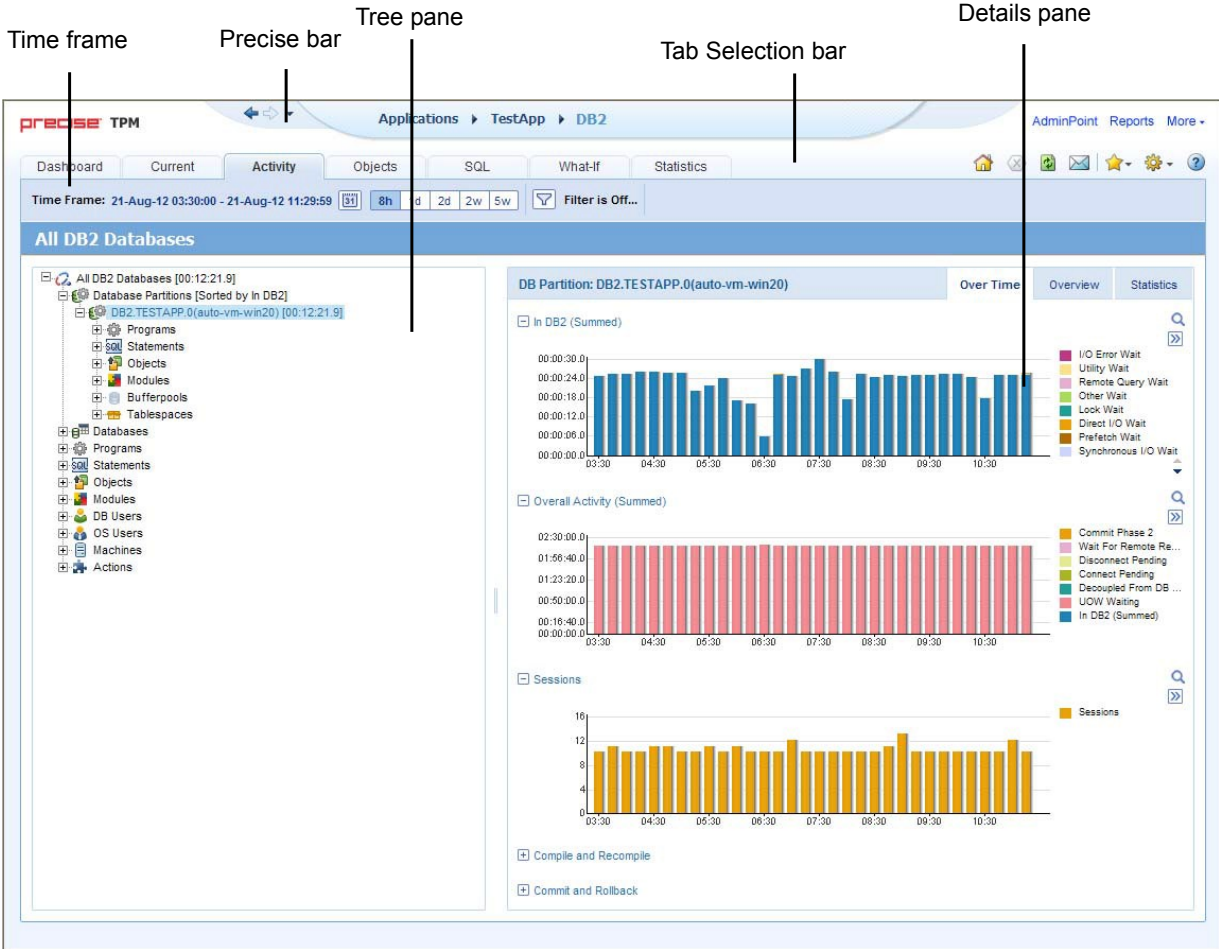 Time frame
Precise bar
Tree pane
Tab Selection bar
Details pane
precise TPM
Applications TestApp DB2
AdminPoint Reports More
Dashboard Current Activity Objects SQL What-If Statistics
Time Frame: 21-Aug-12 03:30:00 - 21-Aug-12 11:29:59 31 8h d 2d 2w 5w Filter is Off...
All DB2 Databases
All DB2 Databases [00:12:21.9]
Database Partitions [Sorted by In DB2]
DB2.TESTAPP.0(auto-vm-win20) [00:12:21.9]
Programs
SQL Statements
Objects
Modules
Bufferpools
Tablespaces
Databases
Programs
SQL Statements
Objects
Modules
DB Users
OS Users
Machines
Actions
DB Partition: DB2.TESTAPP.0(auto-vm-win20)
Over Time Overview Statistics
In DB2 (Summed)
00:00:30.0
00:00:24.0
00:00:18.0
00:00:12.0
00:00:06.0
00:00:00.0
03:30 04:30 05:30 06:30 07:30 08:30 09:30 10:30
I/O Error Wait
Utility Wait
Remote Query Wait
Other Wait
Lock Wait
Direct I/O Wait
Prefetch Wait
Synchronous I/O Wait
Overall Activity (Summed)
02:30:00.0
01:56:40.0
01:23:20.0
00:50:00.0
00:16:40.0
00:00:00.0
03:30 04:30 05:30 06:30 07:30 08:30 09:30 10:30
Commit Phase 2
Wait For Remote Re...
Disconnect Pending
Connect Pending
Decoupled From DB ...
UOW Waiting
In DB2 (Summed)
Sessions
16
12
8
4
0
03:30 04:30 05:30 06:30 07:30 08:30 09:30 10:30
Sessions
Compile and Recompile
Commit and Rollback